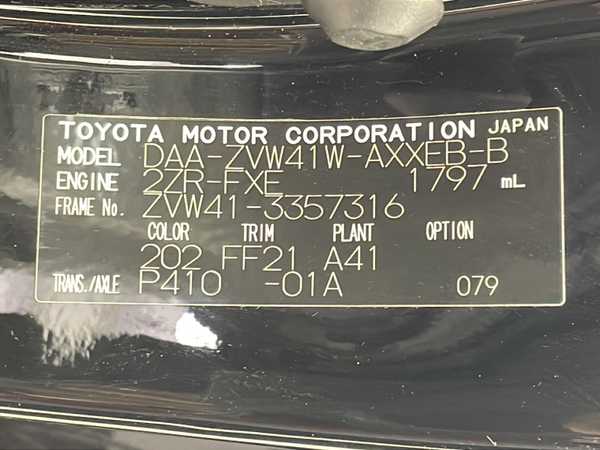 TOYOTA MOTOR CORPORATION JAPAN
MODEL DAA-ZVW41W-AXXEB-B
ENGINE 2ZR-FXE 1797 mL
FRAME No. ZVW41-3357316
COLOR TRIM PLANT OPTION
202 FF21 A41
TRANS./AXLE P410 -01A 079